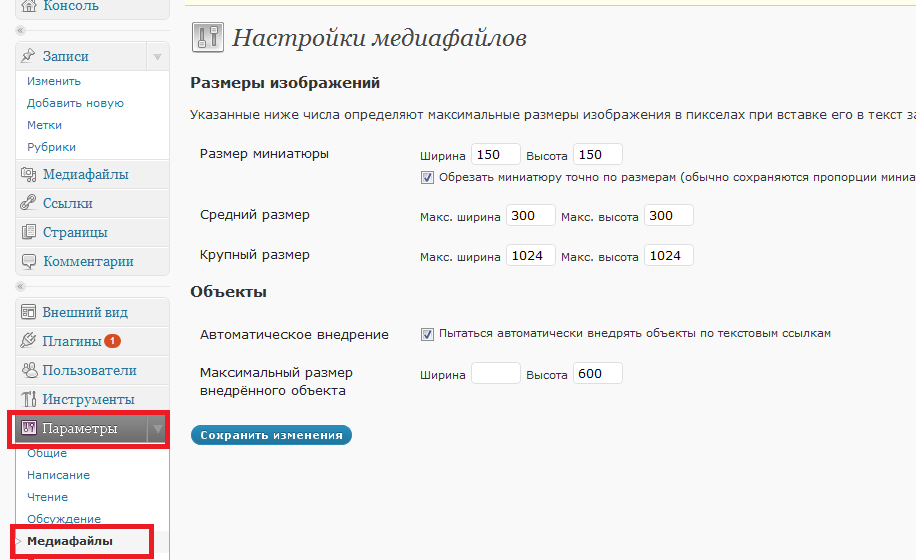 Консоль
Записи
Изменить
Добавить новую
Метки
Рубрики
Медиафайлы
Ссылки
Страницы
Комментарии
Внешний вид
Плагины 1
Пользователи
Инструменты
Параметры
Общие
Написание
Чтение
Обсуждение
Медиафайлы
Настройки медиафайлов
Размеры изображений
Указанные ниже числа определяют максимальные размеры изображения в пикселах при вставке его в текст за
Размер миниатюры Ширина 150 Высота 150
Обрезать миниатюру точно по размерам (обычно сохраняются пропорции миниа
Средний размер Макс. ширина 300 Макс. высота 300
Крупный размер Макс. ширина 1024 Макс. высота 1024
Объекты
Автоматическое внедрение Пытаться автоматически внедрять объекты по текстовым ссылкам
Максимальный размер
внедрённого объекта Ширина Высота 600
Сохранить изменения